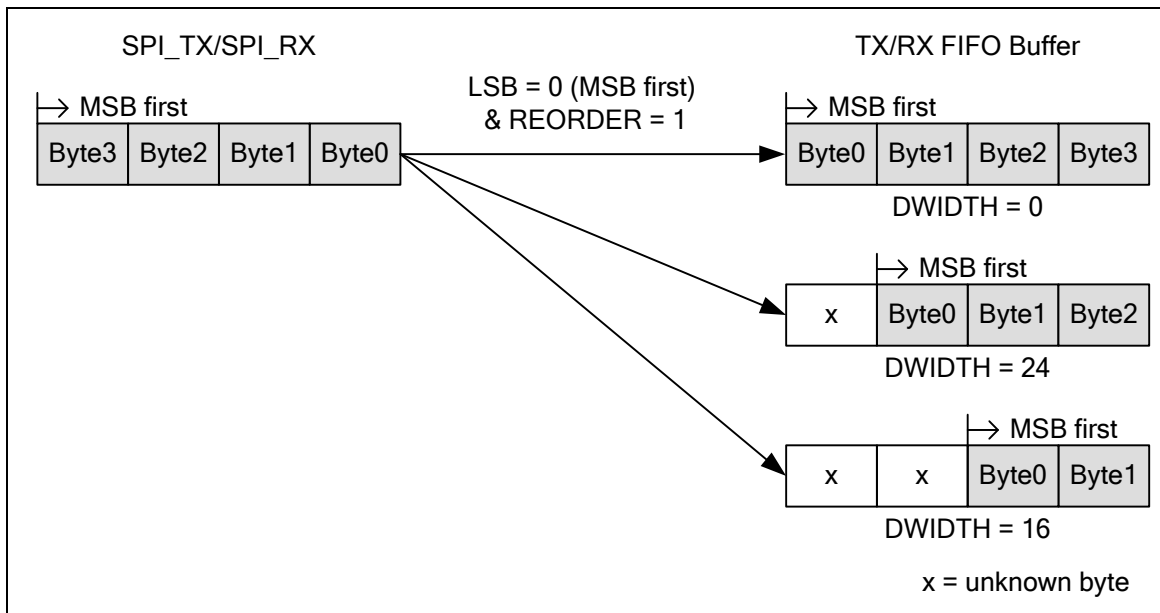 SPI_TX/SPI_RX
TX/RX FIFO Buffer
LSB = 0 (MSB first)
& REORDER = 1
MSB first
Byte3 Byte2 Byte1 Byte0
MSB first
Byte0 Byte1 Byte2 Byte3
DWIDTH = 0
MSB first
x Byte0 Byte1 Byte2
DWIDTH = 24
MSB first
x x Byte0 Byte1
DWIDTH = 16
x = unknown byte